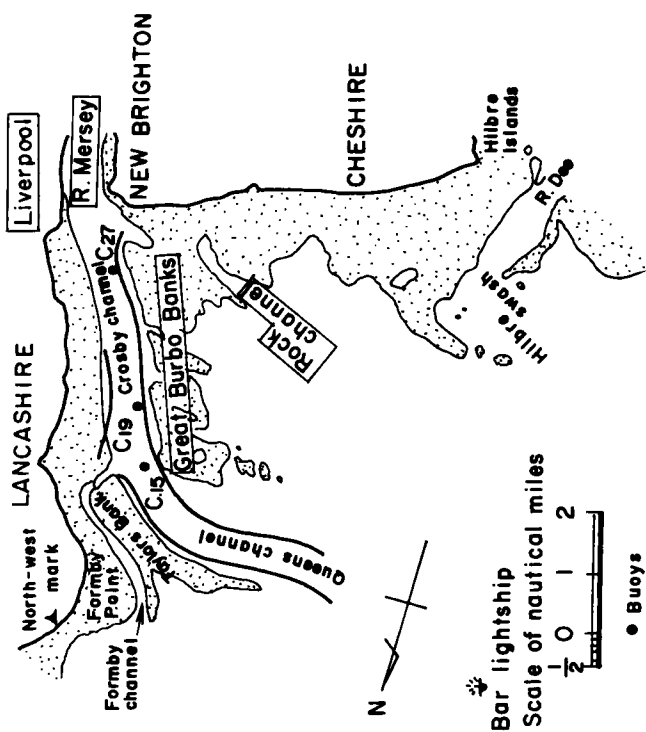 Liverpool
R. Mersey
NEW BRIGHTON
LANCASHIRE
CHESHIRE
Hilbre
Islands
R. Dee
Hilbre
swash
C27
Crosby channel
C19
C.15
Great Burbo Banks
Rock
channel
North-west
mark
Formby
Point
Taylors Bank
Formby
channel
Queens channel
N
Bar lightship
Scale of nautical miles
1/2 0 1 2
Buoys